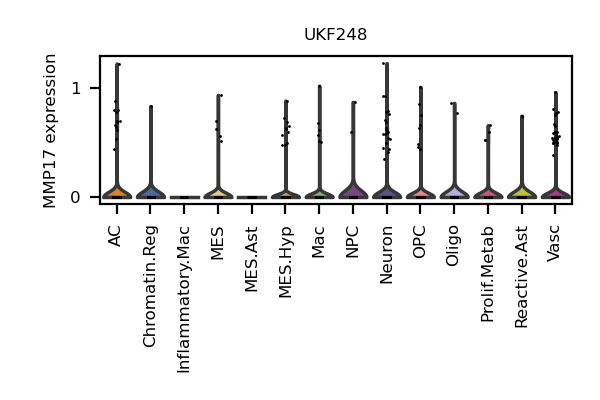 UKF248
MMP17 expression
1
0
AC
Chromatin.Reg
Inflammatory.Mac
MES
MES.Ast
MES.Hyp
Mac
NPC
Neuron
OPC
Oligo
Prolif.Metab
Reactive.Ast
Vasc